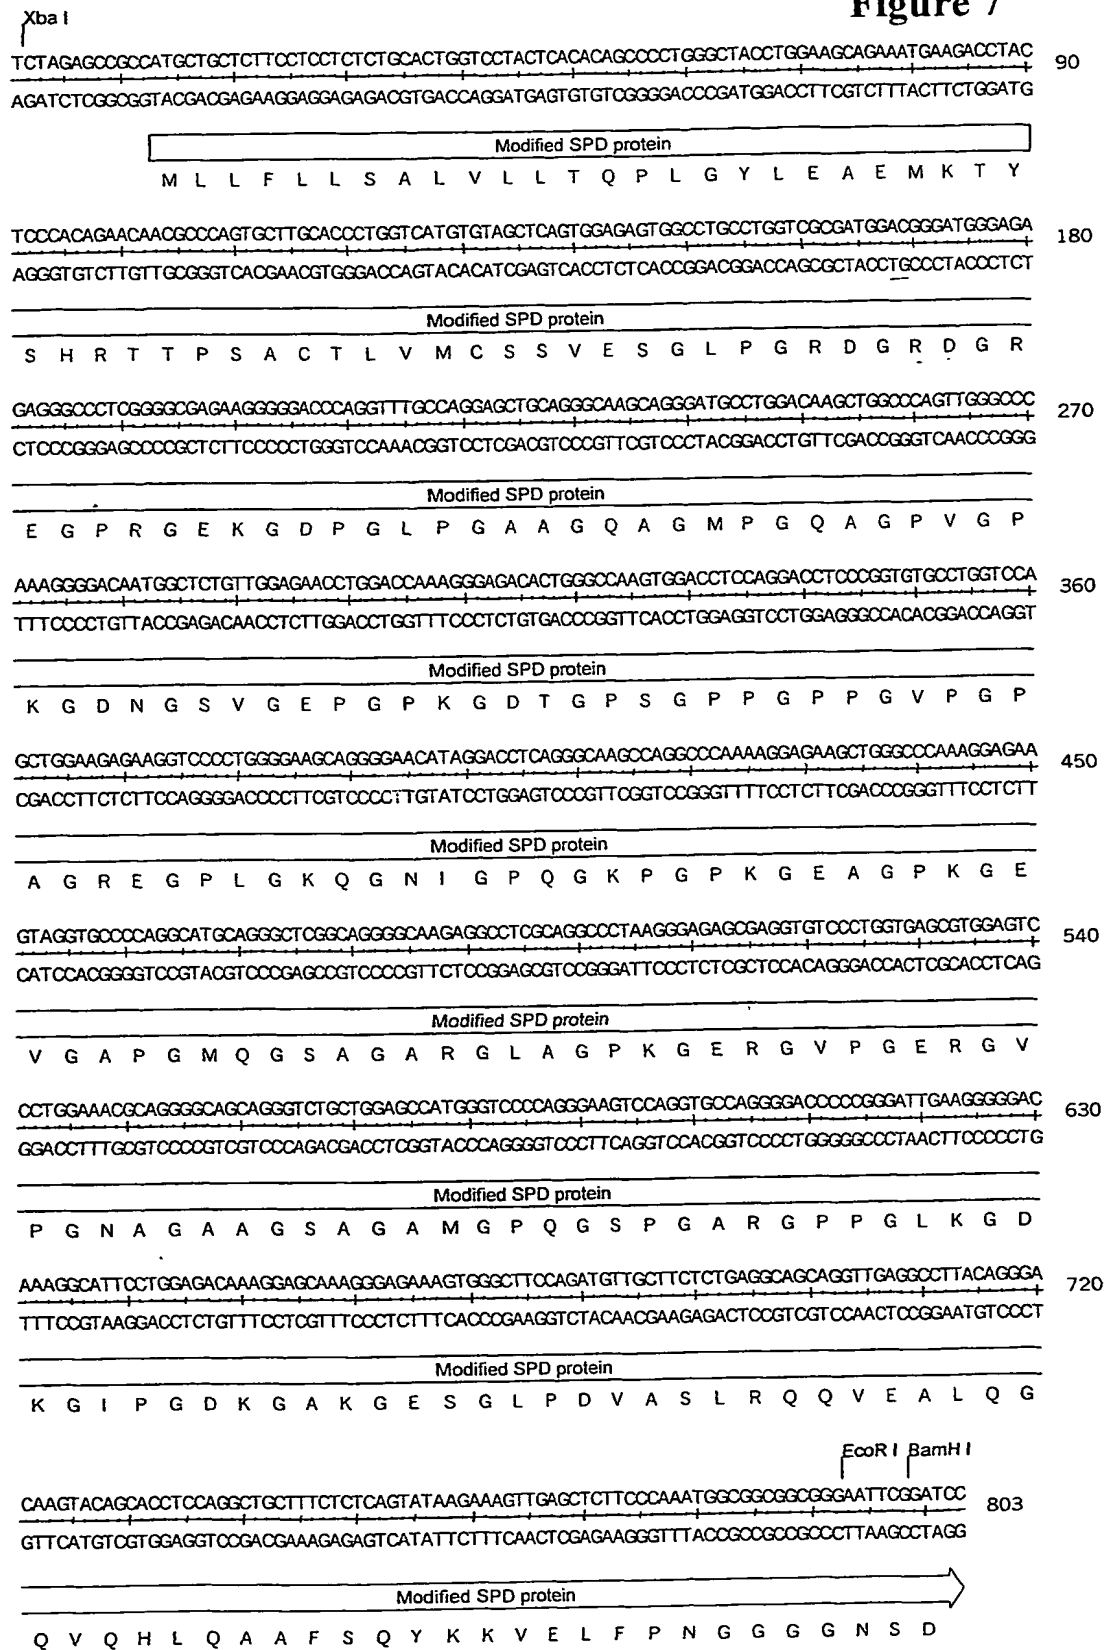 Figure 7
Xba I
TCTAGAGCCGCCATGCTGCTCTTCCTCCTCTCTGCACTGGTCCTACTCACACAGCCCCTGGGCTACCTGGAAGCAGAAATGAAGACCTAC 90
AGATCTCGGCGGTACGACGAGAAGGAGGAGAGACGTGACCAGGATGAGTGTGTCGGGGACCCGATGGACCTTCGTCTTTACTTCTGGATG
Modified SPD protein
M L L F L L S A L V L L T Q P L G Y L E A E M K T Y
TCCCACAGAACAACGCCCAGTGCTTGCACCCTGGTCATGTGTAGCTCAGTGGAGAGTGGCCTGCCTGGTCGCGATGGACGGGATGGGAGA 180
AGGGTGTCTTGTTGCGGGTCACGAACGTGGGACCAGTACACATCGAGTCACCTCTCACCGGACGGACCAGCGCTACCTGCCCTACCCTCT
Modified SPD protein
S H R T T P S A C T L V M C S S V E S G L P G R D G R D G R
GAGGGCCCTCGGGGCGAGAAGGGGGACCCAGGTTTGCCAGGAGCTGCAGGGCAAGCAGGGATGCCTGGACAAGCTGGCCCAGTTGGGCCC 270
CTCCCGGGAGCCCCGCTCTTCCCCCTGGGTCCAAACGGTCCTCGACGTCCCGTTCGTCCCTACGGACCTGTTCGACCGGGTCAACCCGGG
Modified SPD protein
E G P R G E K G D P G L P G A A G Q A G M P G Q A G P V G P
AAAGGGGACAATGGCTCTGTTGGAGAACCTGGACCAAAGGGAGACACTGGGCCAAGTGGACCTCCAGGACCTCCCGGTGTGCCTGGTCCA 360
TTTCCCCTGTTACCGAGACAACCTCTTGGACCTGGTTTCCCTCTGTGACCCGGTTCACCTGGAGGTCCTGGAGGGCCACACGGACCAGGT
Modified SPD protein
K G D N G S V G E P G P K G D T G P S G P P G P P G V P G P
GCTGGAAGAGAAGGTCCCCTGGGGAAGCAGGGGAACATAGGACCTCAGGGCAAGCCAGGCCCAAAAGGAGAAGCTGGGCCCAAAGGAGAA 450
CGACCTTCTCTTCCAGGGGACCCCTTCGTCCCCTTGTATCCTGGAGTCCCGTTCGGTCCGGGTTTTCCTCTTCGACCCGGGTTTCCTCTT
Modified SPD protein
A G R E G P L G K Q G N I G P Q G K P G P K G E A G P K G E
GTAGGTGCCCCAGGCATGCAGGGCTCGGCAGGGGCAAGAGGCCTCGCAGGCCCTAAGGGAGAGCGAGGTGTCCCTGGTGAGCGTGGAGTC 540
CATCCACGGGGTCCGTACGTCCCGAGCCGTCCCCGTTCTCCGGAGCGTCCGGGATTCCCTCTCGCTCCACAGGGACCACTCGCACCTCAG
Modified SPD protein
V G A P G M Q G S A G A R G L A G P K G E R G V P G E R G V
CCTGGAAACGCAGGGGCAGCAGGGTCTGCTGGAGCCATGGGTCCCCAGGGAAGTCCAGGTGCCAGGGGACCCCCGGGATTGAAGGGGGAC 630
GGACCTTTGCGTCCCCGTCGTCCCAGACGACCTCGGTACCCAGGGGTCCCTTCAGGTCCACGGTCCCCTGGGGGCCCTAACTTCCCCCTG
Modified SPD protein
P G N A G A A G S A G A M G P Q G S P G A R G P P G L K G D
AAAGGCATTCCTGGAGACAAAGGAGCAAAGGGAGAAAGTGGGCTTCCAGATGTTGCTTCTCTGAGGCAGCAGGTTGAGGCCTTACAGGGA 720
TTTCCGTAAGGACCTCTGTTTCCTCGTTTCCCTCTTTCACCCGAAGGTCTACAACGAAGAGACTCCGTCGTCCAACTCCGGAATGTCCCT
Modified SPD protein
K G I P G D K G A K G E S G L P D V A S L R Q Q V E A L Q G
EcoR I BamH I
CAAGTACAGCACCTCCAGGCTGCTTTCTCTCAGTATAAGAAAGTTGAGCTCTTCCCAAATGGCGGCGGCGGGAATTCGGATCC 803
GTTCATGTCGTGGAGGTCCGACGAAAGAGAGTCATATTCTTTCAACTCGAGAAGGGTTTACCGCCGCCGCCCTTAAGCCTAGG
Modified SPD protein
Q V Q H L Q A A F S Q Y K K V E L F P N G G G G N S D